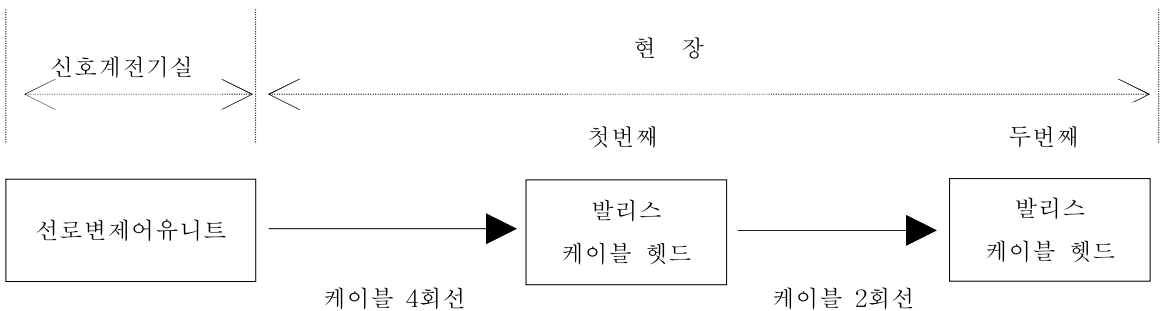 현 장
신호계전기실
첫번째
두번째
선로변제어유니트
발리스
케이블 헷드
발리스
케이블 헷드
케이블 4회선
케이블 2회선